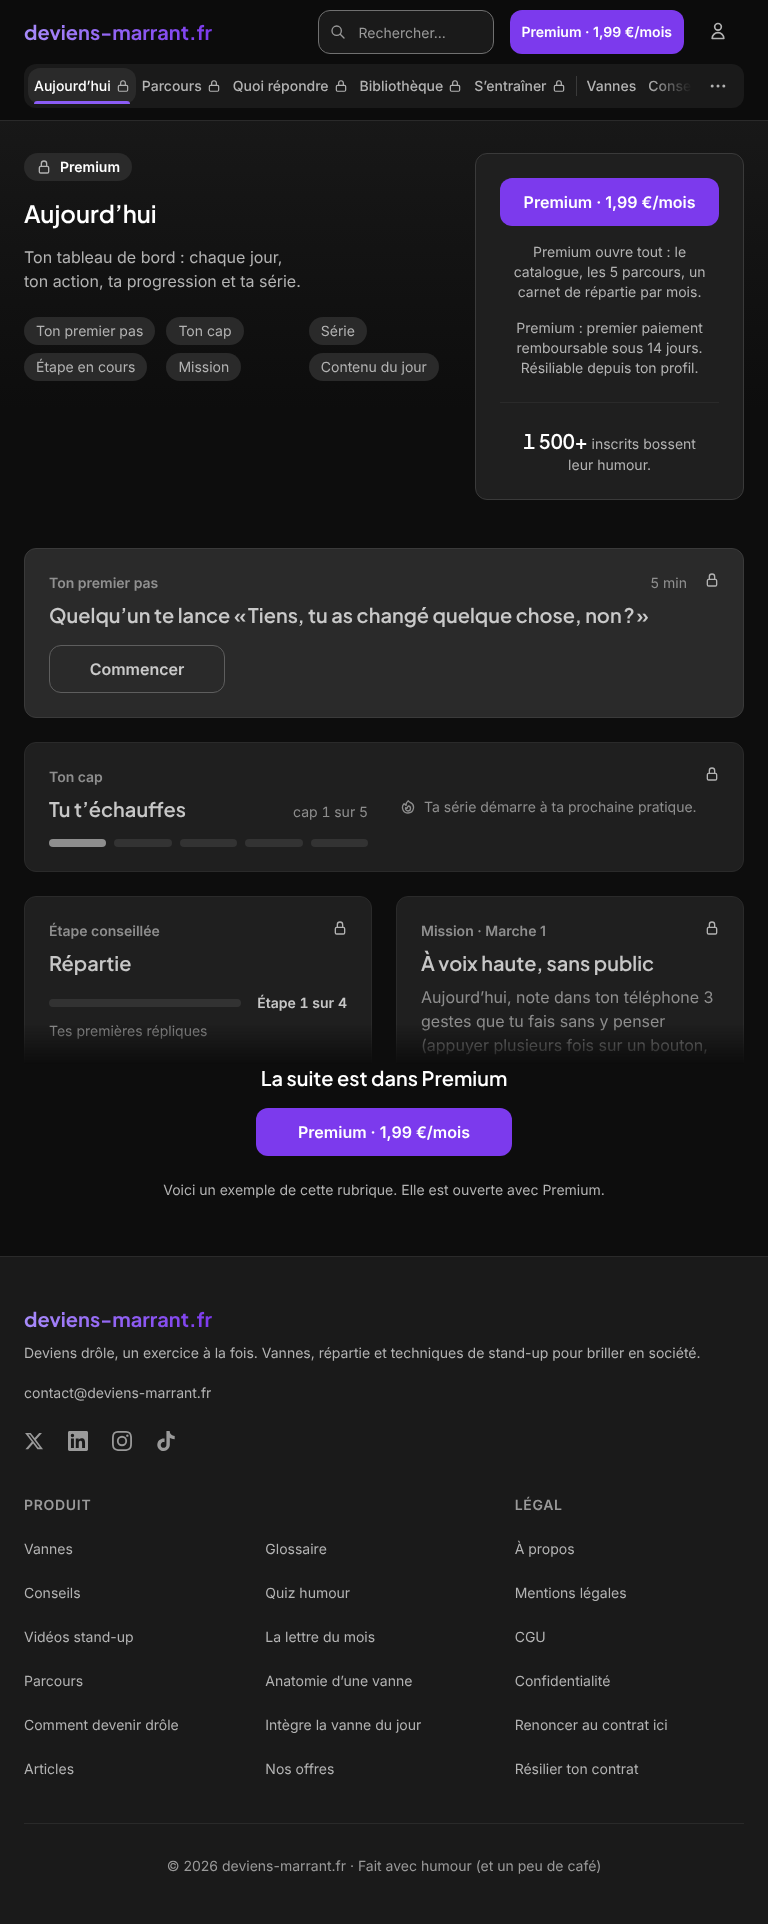 deviens-marrant.fr
Rechercher...
Premium · 1,99 €/mois
Aujourd’hui
Parcours
Quoi répondre
Bibliothèque
S’entraîner
Vannes
Conse
Premium
Aujourd’hui
Ton tableau de bord : chaque jour,
ton action, ta progression et ta série.
Ton premier pas
Ton cap
Série
Étape en cours
Mission
Contenu du jour
Premium · 1,99 €/mois
Premium ouvre tout : le
catalogue, les 5 parcours, un
carnet de répartie par mois.
Premium : premier paiement
remboursable sous 14 jours.
Résiliable depuis ton profil.
1 500+ inscrits bossent
leur humour.
Ton premier pas
5 min
Quelqu’un te lance « Tiens, tu as changé quelque chose, non ? »
Commencer
Ton cap
Tu t’échauffes
cap 1 sur 5
Ta série démarre à ta prochaine pratique.
Étape conseillée
Répartie
Étape 1 sur 4
Tes premières répliques
Mission · Marche 1
À voix haute, sans public
Aujourd’hui, note dans ton téléphone 3
gestes que tu fais sans y penser
(appuyer plusieurs fois sur un bouton,
La suite est dans Premium
Premium · 1,99 €/mois
Voici un exemple de cette rubrique. Elle est ouverte avec Premium.
deviens-marrant.fr
Deviens drôle, un exercice à la fois. Vannes, répartie et techniques de stand-up pour briller en société.
contact@deviens-marrant.fr
PRODUIT
Vannes
Conseils
Vidéos stand-up
Parcours
Comment devenir drôle
Articles
Glossaire
Quiz humour
La lettre du mois
Anatomie d’une vanne
Intègre la vanne du jour
Nos offres
LÉGAL
À propos
Mentions légales
CGU
Confidentialité
Renoncer au contrat ici
Résilier ton contrat
© 2026 deviens-marrant.fr · Fait avec humour (et un peu de café)